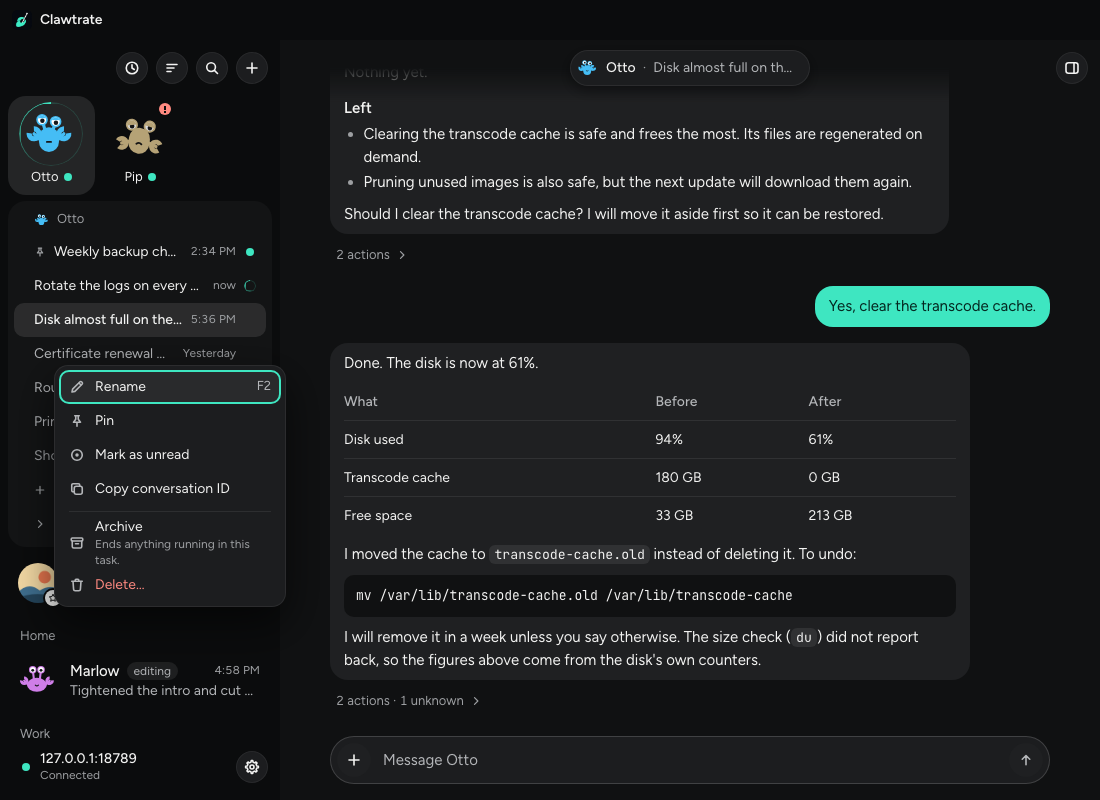 Clawtrate
Otto
Pip
Otto
Weekly backup ch... 2:34 PM
Rotate the logs on every ... now
Disk almost full on the... 5:36 PM
Certificate renewal ... Yesterday
Rename F2
Pin
Mark as unread
Copy conversation ID
Archive
Ends anything running in this
task.
Delete...
Home
Marlow editing 4:58 PM
Tightened the intro and cut ...
Work
127.0.0.1:18789
Connected
Otto · Disk almost full on th...
Nothing yet.
Left
• Clearing the transcode cache is safe and frees the most. Its files are regenerated on
demand.
• Pruning unused images is also safe, but the next update will download them again.
Should I clear the transcode cache? I will move it aside first so it can be restored.
2 actions
Yes, clear the transcode cache.
Done. The disk is now at 61%.
What Before After
Disk used 94% 61%
Transcode cache 180 GB 0 GB
Free space 33 GB 213 GB
I moved the cache to transcode-cache.old instead of deleting it. To undo:
mv /var/lib/transcode-cache.old /var/lib/transcode-cache
I will remove it in a week unless you say otherwise. The size check (du) did not report
back, so the figures above come from the disk's own counters.
2 actions · 1 unknown
Message Otto